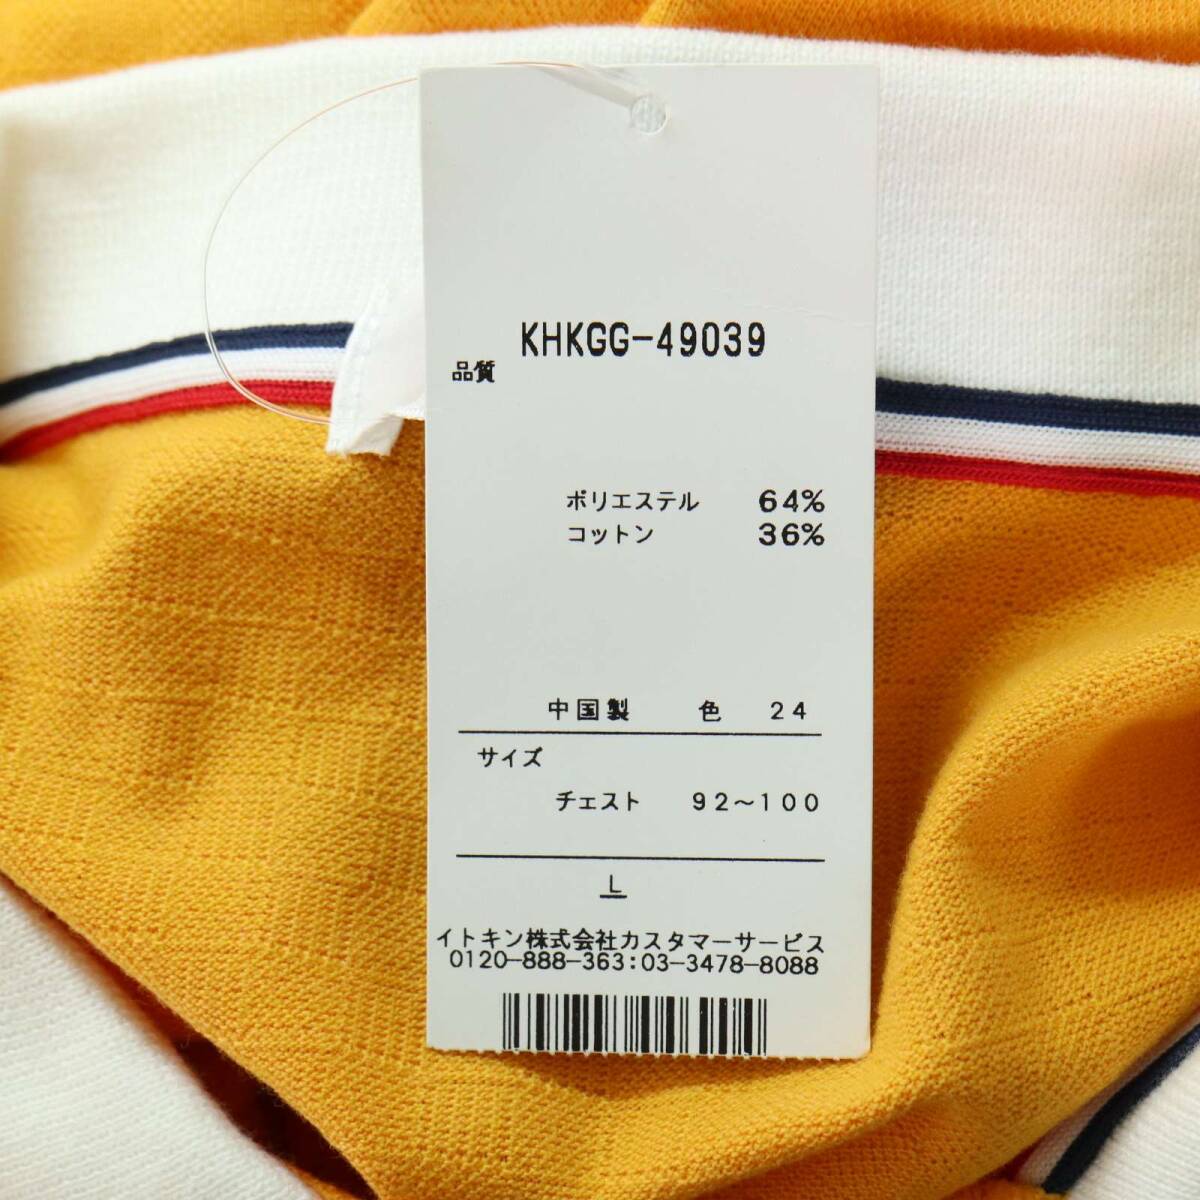 KHKGG-49039
品質
ポリエステル 64%
コットン 36%
中国製 色 24
サイズ
チェスト 92～100
L
イトキン株式会社カスタマーサービス
0120-888-363:03-3478-8088